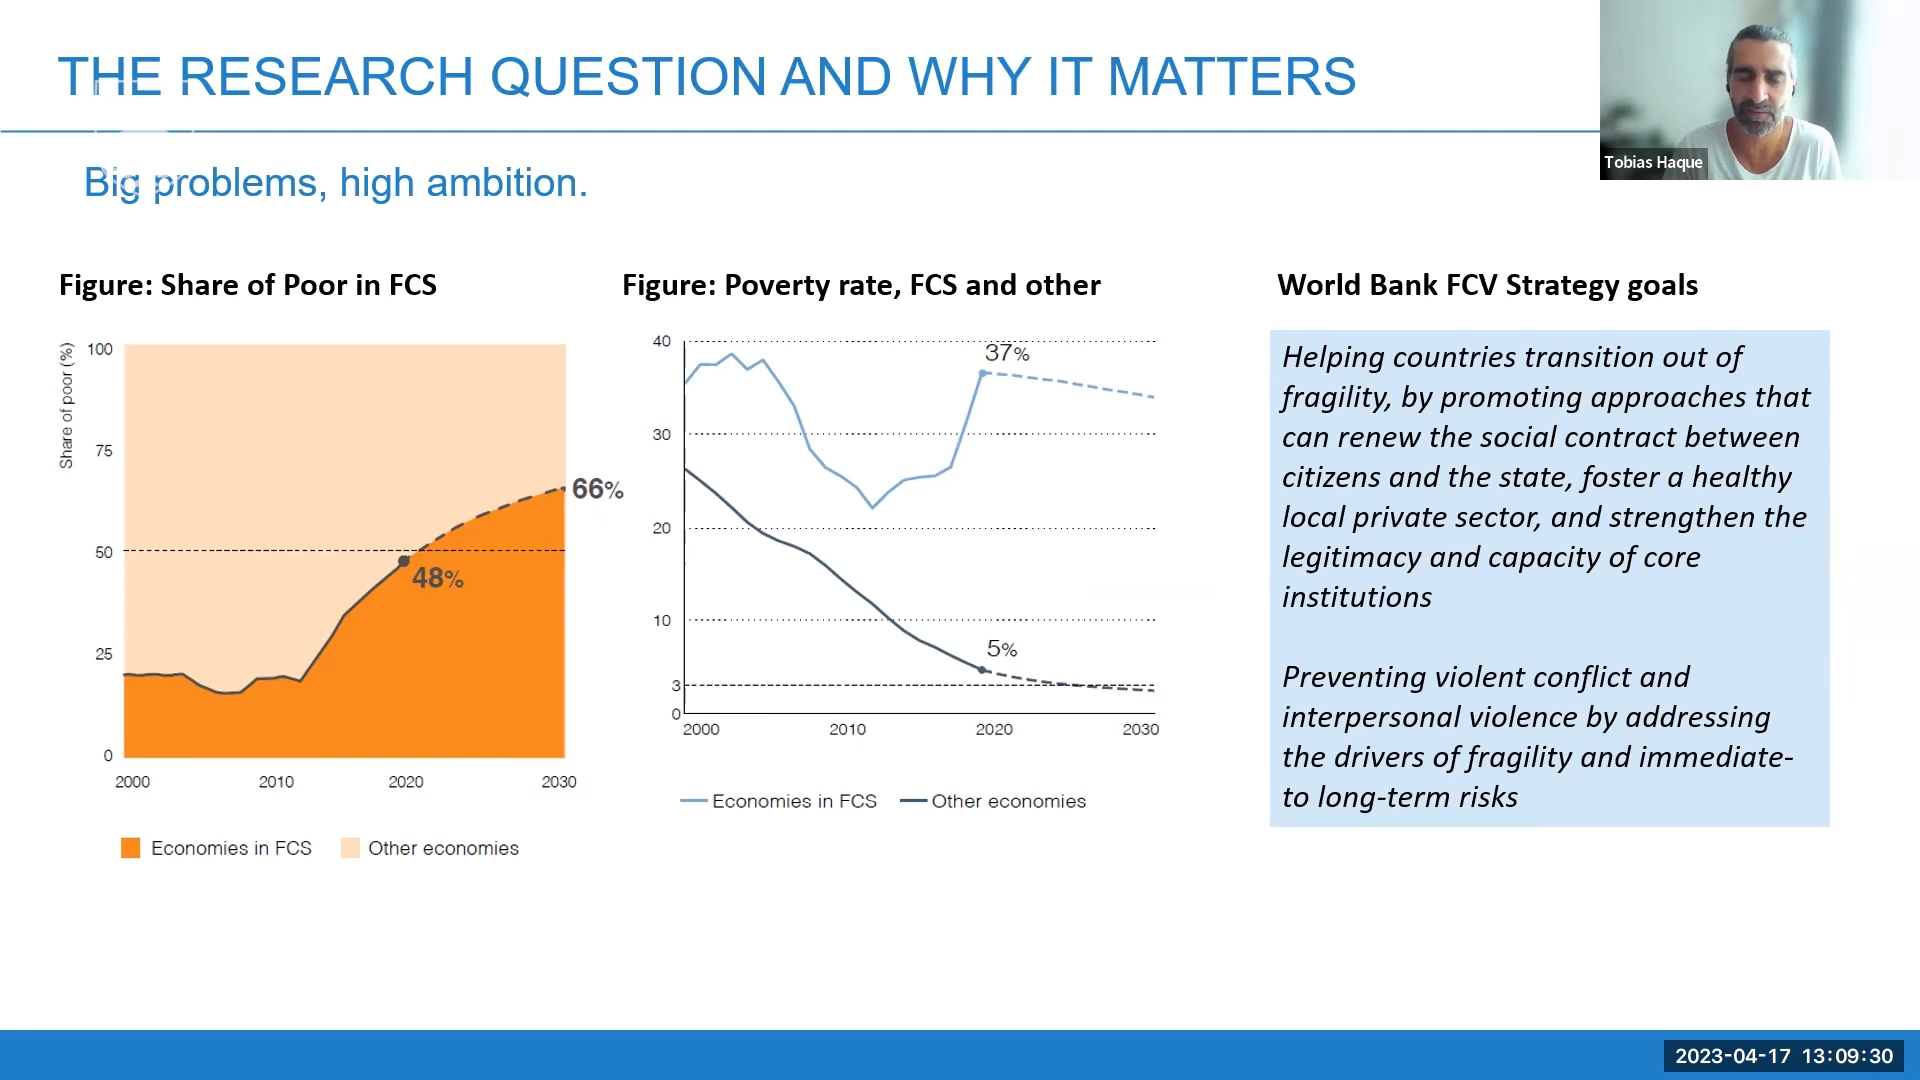 THE RESEARCH QUESTION AND WHY IT MATTERS
Tobias Haque
Big problems, high ambition.
Figure: Share of Poor in FCS
Share of poor (%)
100
75
50
25
0
66%
48%
2000 2010 2020 2030
Economies in FCS Other economies
Figure: Poverty rate, FCS and other
40
30
20
10
3
0
37%
5%
2000 2010 2020 2030
Economies in FCS Other economies
World Bank FCV Strategy goals
Helping countries transition out of
fragility, by promoting approaches that
can renew the social contract between
citizens and the state, foster a healthy
local private sector, and strengthen the
legitimacy and capacity of core
institutions
Preventing violent conflict and
interpersonal violence by addressing
the drivers of fragility and immediate-
to long-term risks
2023-04-17 13:09:30